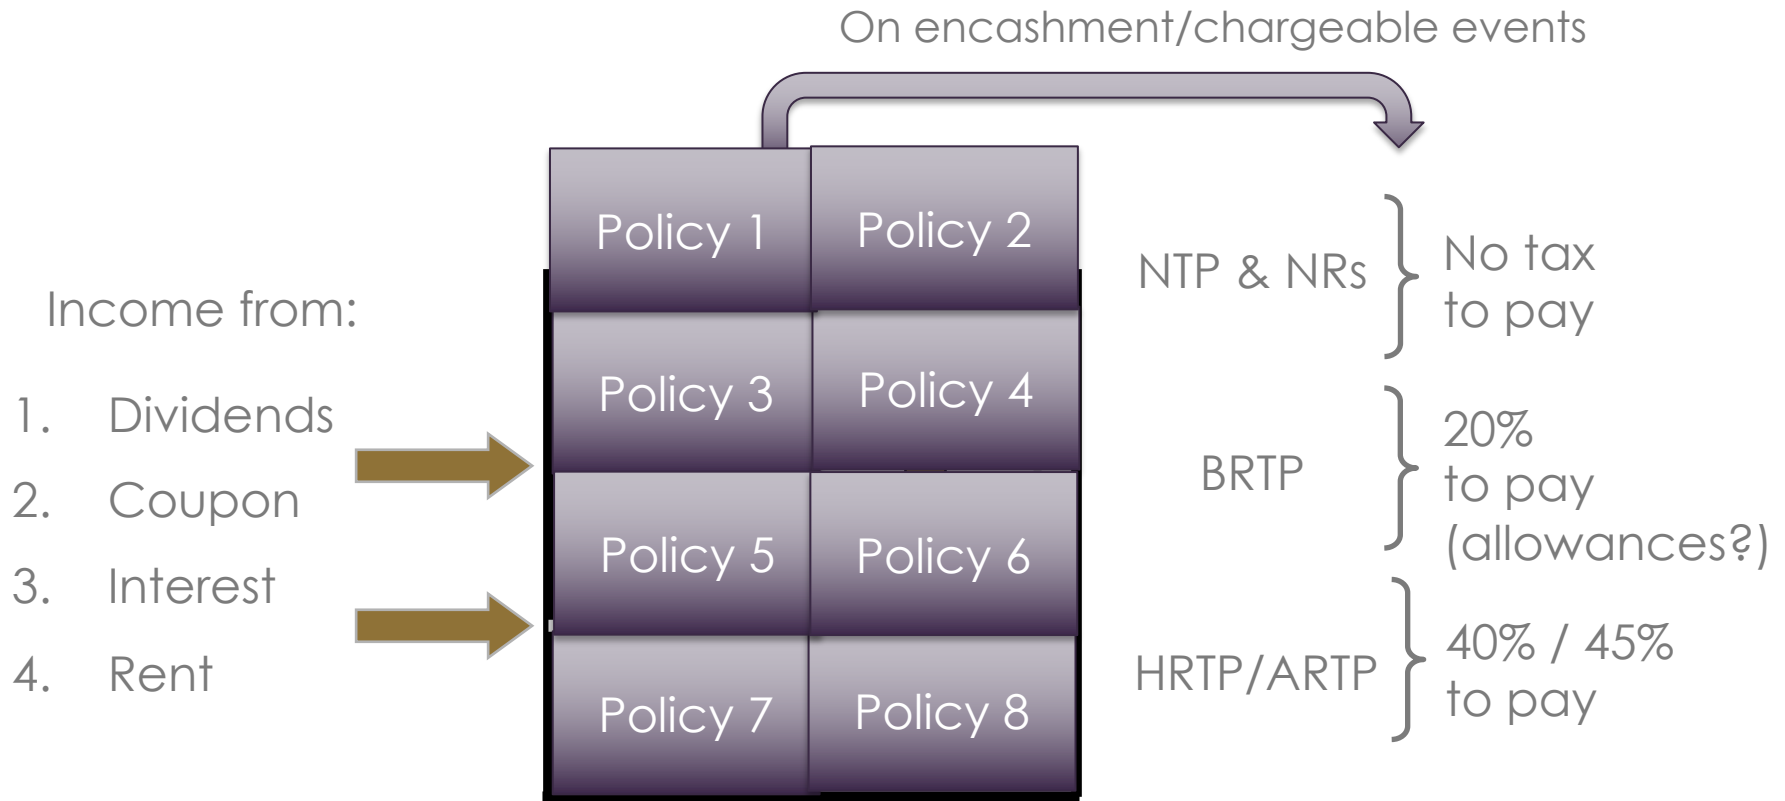 On encashment/chargeable events
Income from:
1. Dividends
2. Coupon
3. Interest
4. Rent
Policy 1
Policy 2
Policy 3
Policy 4
Policy 5
Policy 6
Policy 7
Policy 8
NTP & NRs
No tax
to pay
BRTP
20%
to pay
(allowances?)
HRTP/ARTP
40% / 45%
to pay